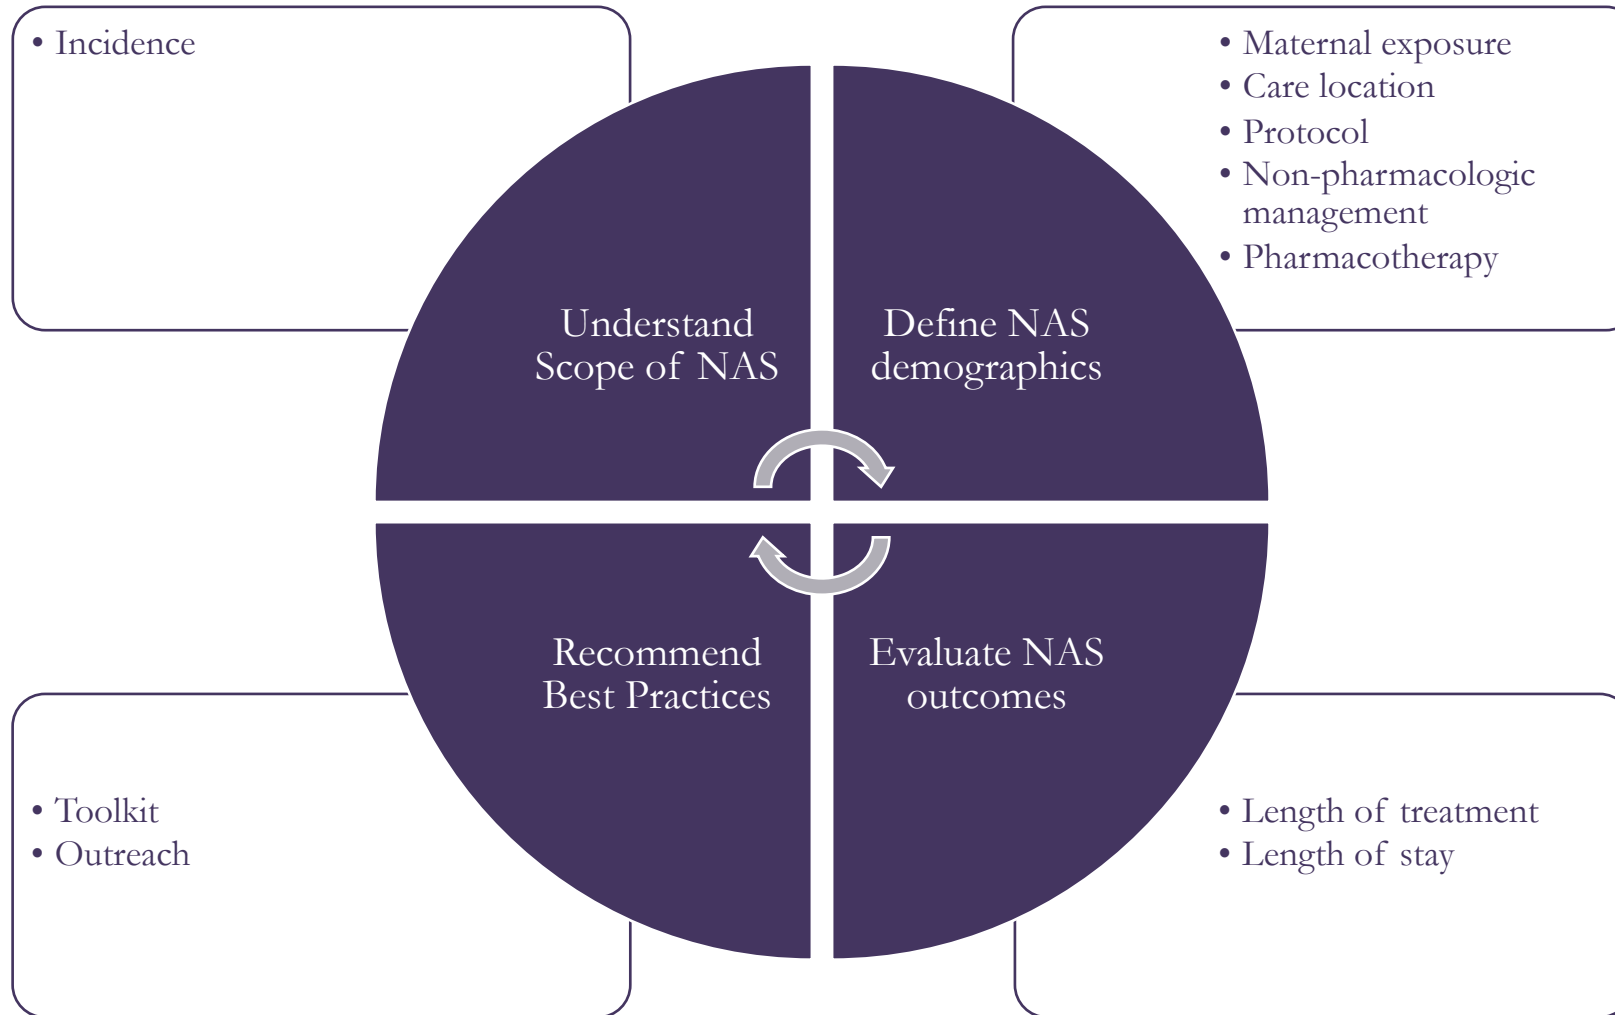 • Incidence
• Maternal exposure
• Care location
• Protocol
• Non-pharmacologic
management
• Pharmacotherapy
Understand
Scope of NAS
Define NAS
demographics
Recommend
Best Practices
Evaluate NAS
outcomes
• Toolkit
• Outreach
• Length of treatment
• Length of stay